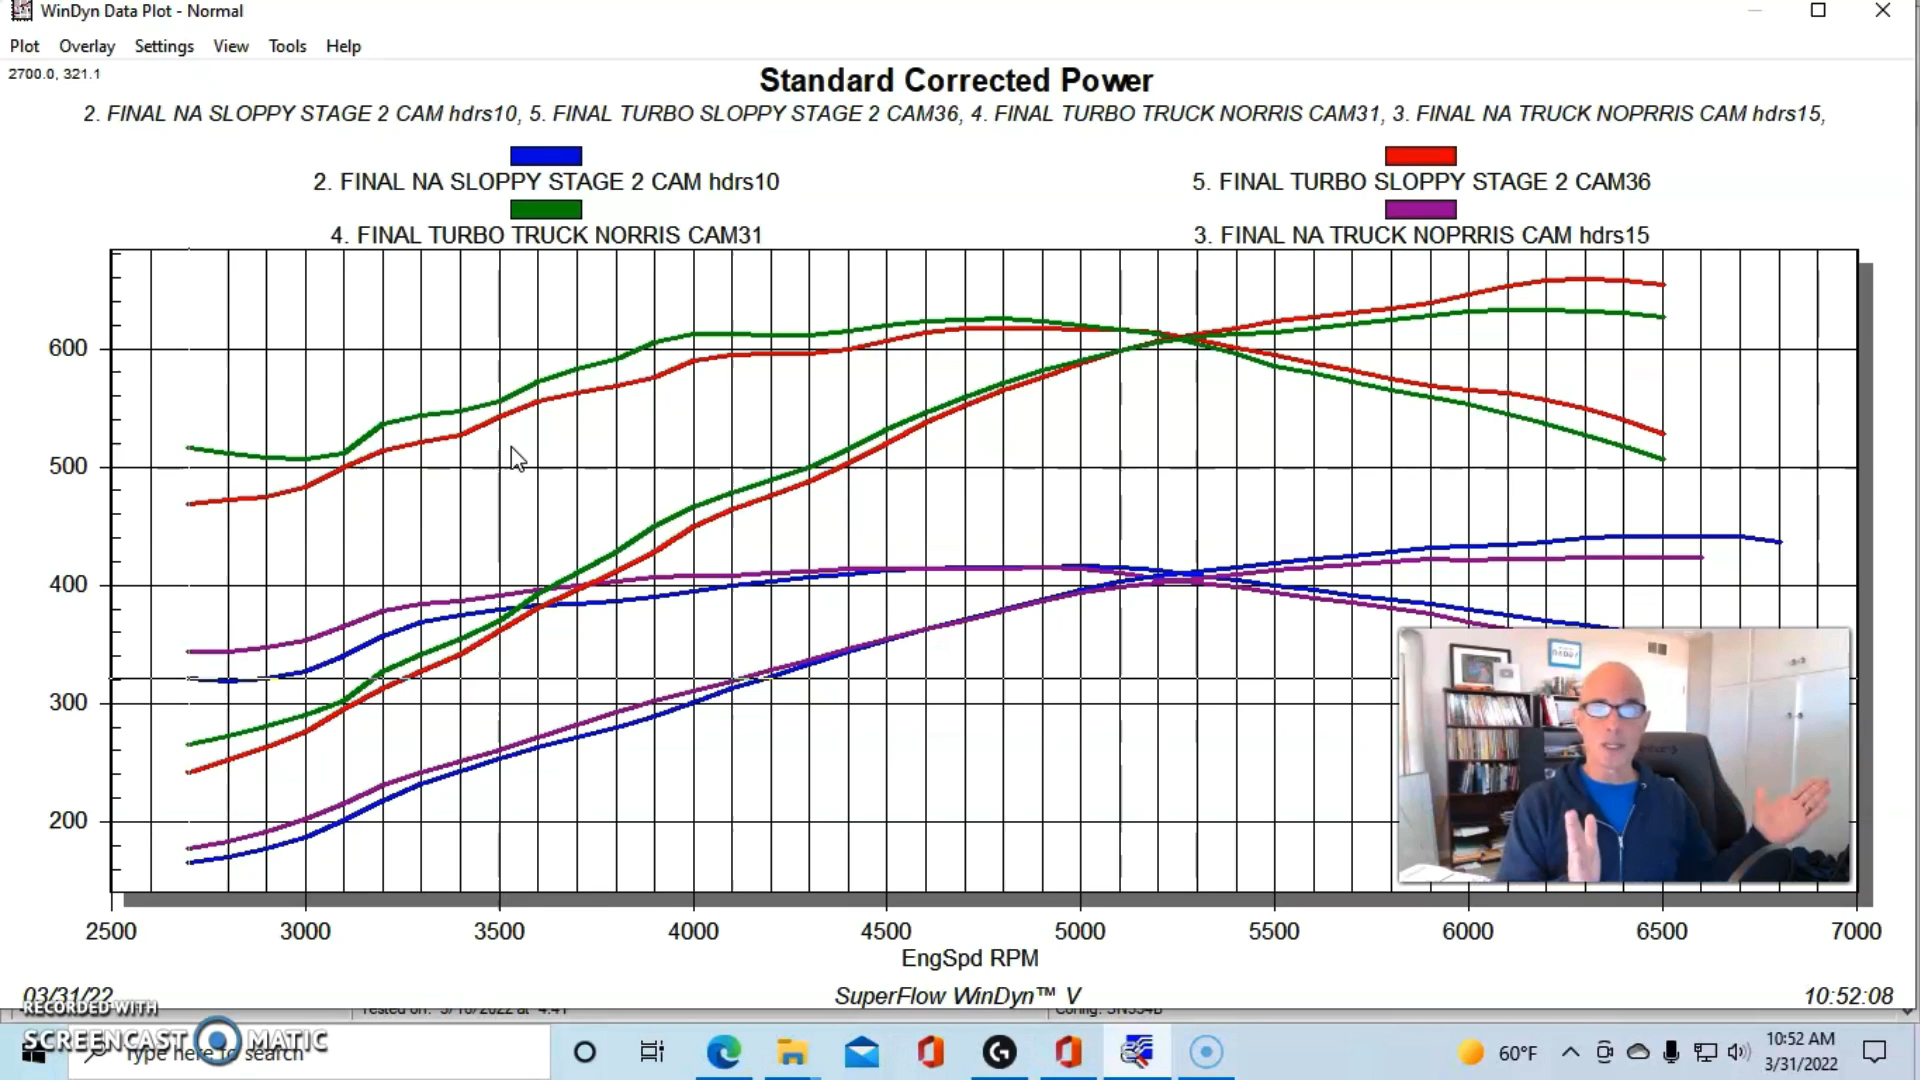 WinDyn Data Plot - Normal
Plot Overlay Settings View Tools Help
2700.0, 321.1
Standard Corrected Power
2. FINAL NA SLOPPY STAGE 2 CAM hdrs10, 5. FINAL TURBO SLOPPY STAGE 2 CAM36, 4. FINAL TURBO TRUCK NORRIS CAM31, 3. FINAL NA TRUCK NOPRRIS CAM hdrs15,
2. FINAL NA SLOPPY STAGE 2 CAM hdrs10
5. FINAL TURBO SLOPPY STAGE 2 CAM36
4. FINAL TURBO TRUCK NORRIS CAM31
3. FINAL NA TRUCK NOPRRIS CAM hdrs15
600
500
400
300
200
2500 3000 3500 4000 4500 5000 5500 6000 6500 7000
EngSpd RPM
03/31/22
SuperFlow WinDyn™ V
10:52:08
RECORDED WITH
SCREENCAST MATIC
Type here to search
60°F
10:52 AM
3/31/2022